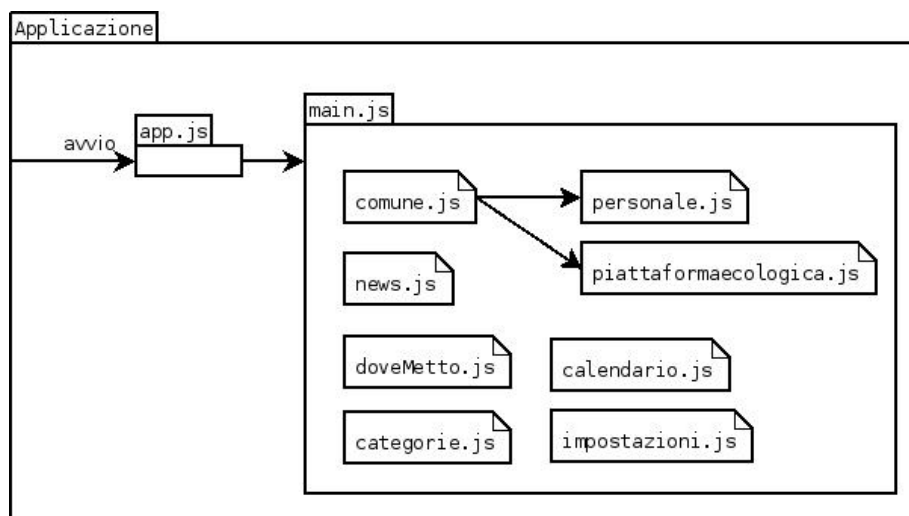 Applicazione
main.js
app.js
avvio
comune.js
personale.js
piattaformaecologica.js
news.js
doveMetto.js
calendario.js
categorie.js
impostazioni.js